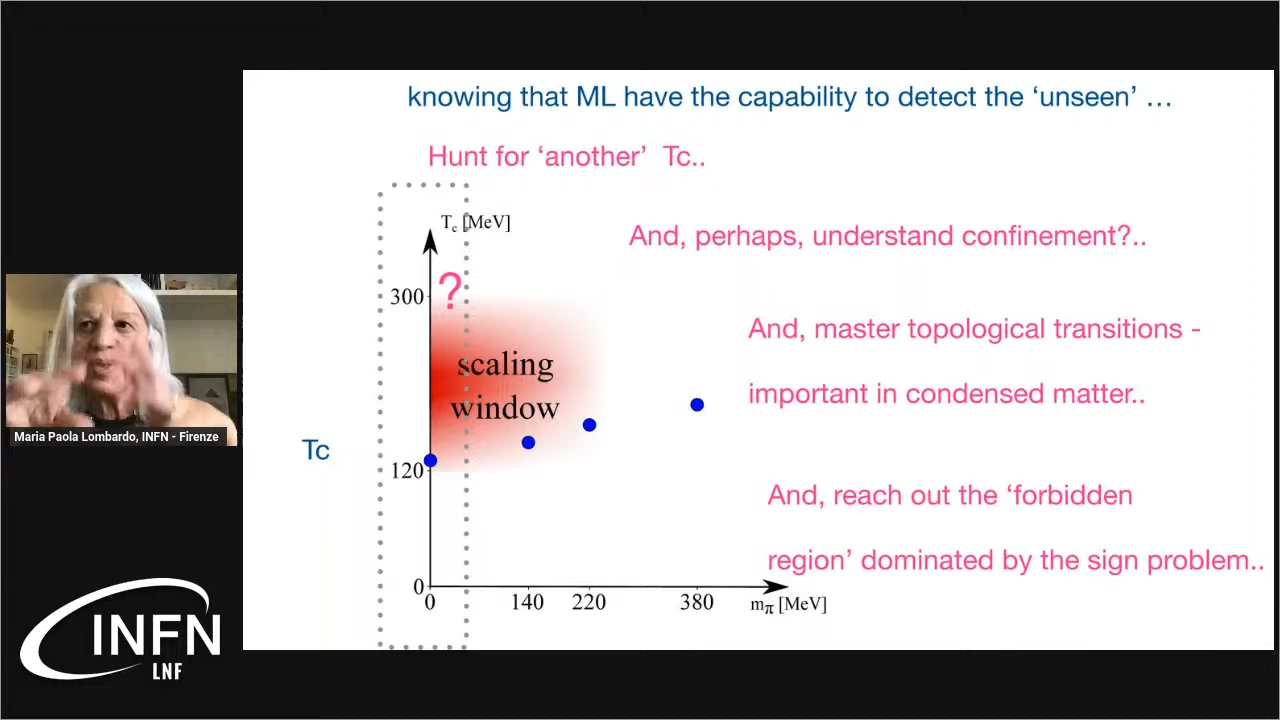 knowing that ML have the capability to detect the ‘unseen’ …
Hunt for ‘another’ Tc..
Tc [MeV]
And, perhaps, understand confinement?..
?
300
And, master topological transitions -
scaling
important in condensed matter..
window
Maria Paola Lombardo, INFN - Firenze
Tc
120
And, reach out the ‘forbidden
region’ dominated by the sign problem..
0
0 140 220 380 mπ [MeV]
INFN
LNF